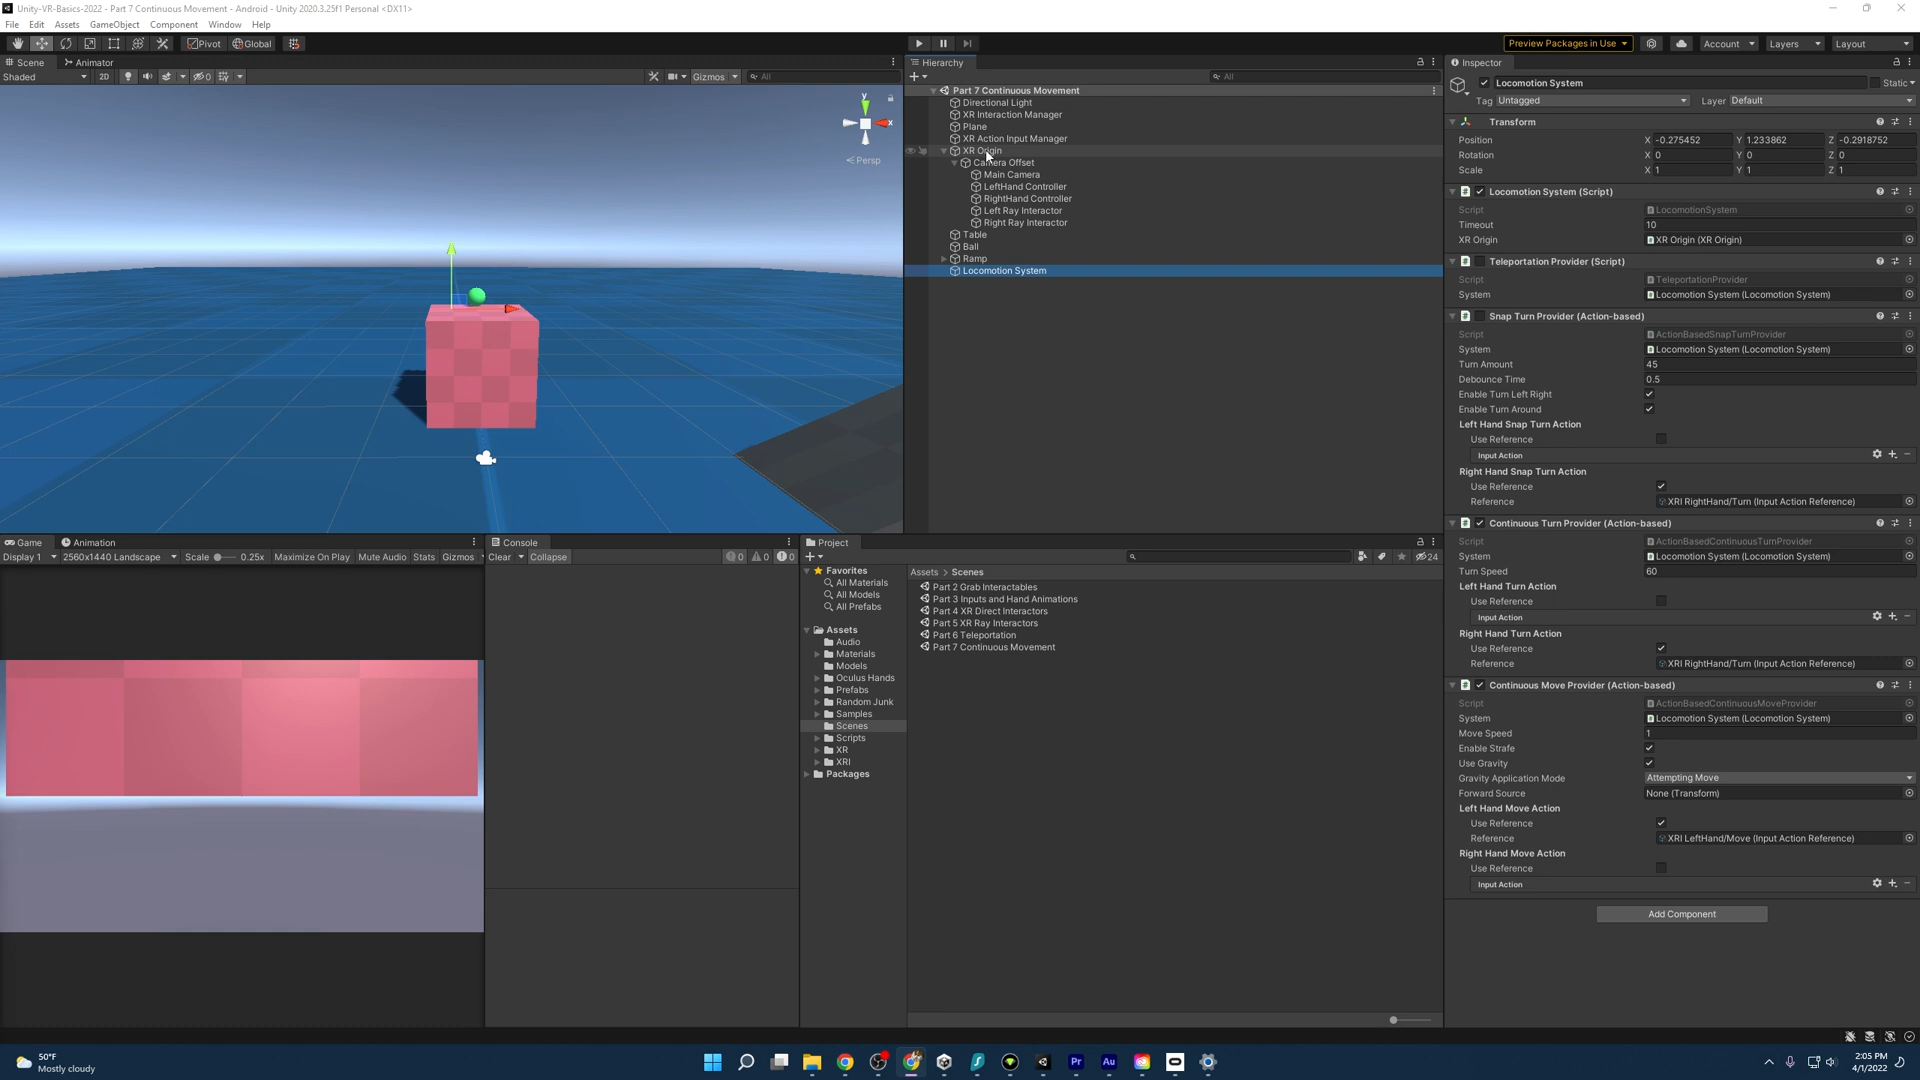 Unity-VR-Basics-2022 - Part 7 Continuous Movement - Android - Unity 2020.3.25f1 Personal <DX11>
File Edit Assets GameObject Component Window Help
Pivot Global
Preview Packages in Use Account Layers Layout
Scene Animator
Shaded 2D 0 Gizmos All
y
x
Persp
Hierarchy
All
Part 7 Continuous Movement
Directional Light
XR Interaction Manager
Plane
XR Action Input Manager
XR Origin
Camera Offset
Main Camera
LeftHand Controller
RightHand Controller
Left Ray Interactor
Right Ray Interactor
Table
Ball
Ramp
Locomotion System
Game Animation
Display 1 2560x1440 Landscape Scale 0.25x Maximize On Play Mute Audio Stats Gizmos
Console
Clear Collapse 0 0 0
Project
24
Favorites
All Materials
All Models
All Prefabs
Assets
Audio
Materials
Models
Oculus Hands
Prefabs
Random Junk
Samples
Scenes
Scripts
XR
XRI
Packages
Assets > Scenes
Part 2 Grab Interactables
Part 3 Inputs and Hand Animations
Part 4 XR Direct Interactors
Part 5 XR Ray Interactors
Part 6 Teleportation
Part 7 Continuous Movement
Inspector
Locomotion System Static
Tag Untagged Layer Default
Transform
Position X -0.275452 Y 1.233862 Z -0.2918752
Rotation X 0 Y 0 Z 0
Scale X 1 Y 1 Z 1
Locomotion System (Script)
Script LocomotionSystem
Timeout 10
XR Origin XR Origin (XR Origin)
Teleportation Provider (Script)
Script TeleportationProvider
System Locomotion System (Locomotion System)
Snap Turn Provider (Action-based)
Script ActionBasedSnapTurnProvider
System Locomotion System (Locomotion System)
Turn Amount 45
Debounce Time 0.5
Enable Turn Left Right
Enable Turn Around
Left Hand Snap Turn Action
Use Reference
Input Action
Right Hand Snap Turn Action
Use Reference
Reference XRI RightHand/Turn (Input Action Reference)
Continuous Turn Provider (Action-based)
Script ActionBasedContinuousTurnProvider
System Locomotion System (Locomotion System)
Turn Speed 60
Left Hand Turn Action
Use Reference
Input Action
Right Hand Turn Action
Use Reference
Reference XRI RightHand/Turn (Input Action Reference)
Continuous Move Provider (Action-based)
Script ActionBasedContinuousMoveProvider
System Locomotion System (Locomotion System)
Move Speed 1
Enable Strafe
Use Gravity
Gravity Application Mode Attempting Move
Forward Source None (Transform)
Left Hand Move Action
Use Reference
Reference XRI LeftHand/Move (Input Action Reference)
Right Hand Move Action
Use Reference
Input Action
Add Component
50°F
Mostly cloudy
Pr Au
2:05 PM
4/1/2022